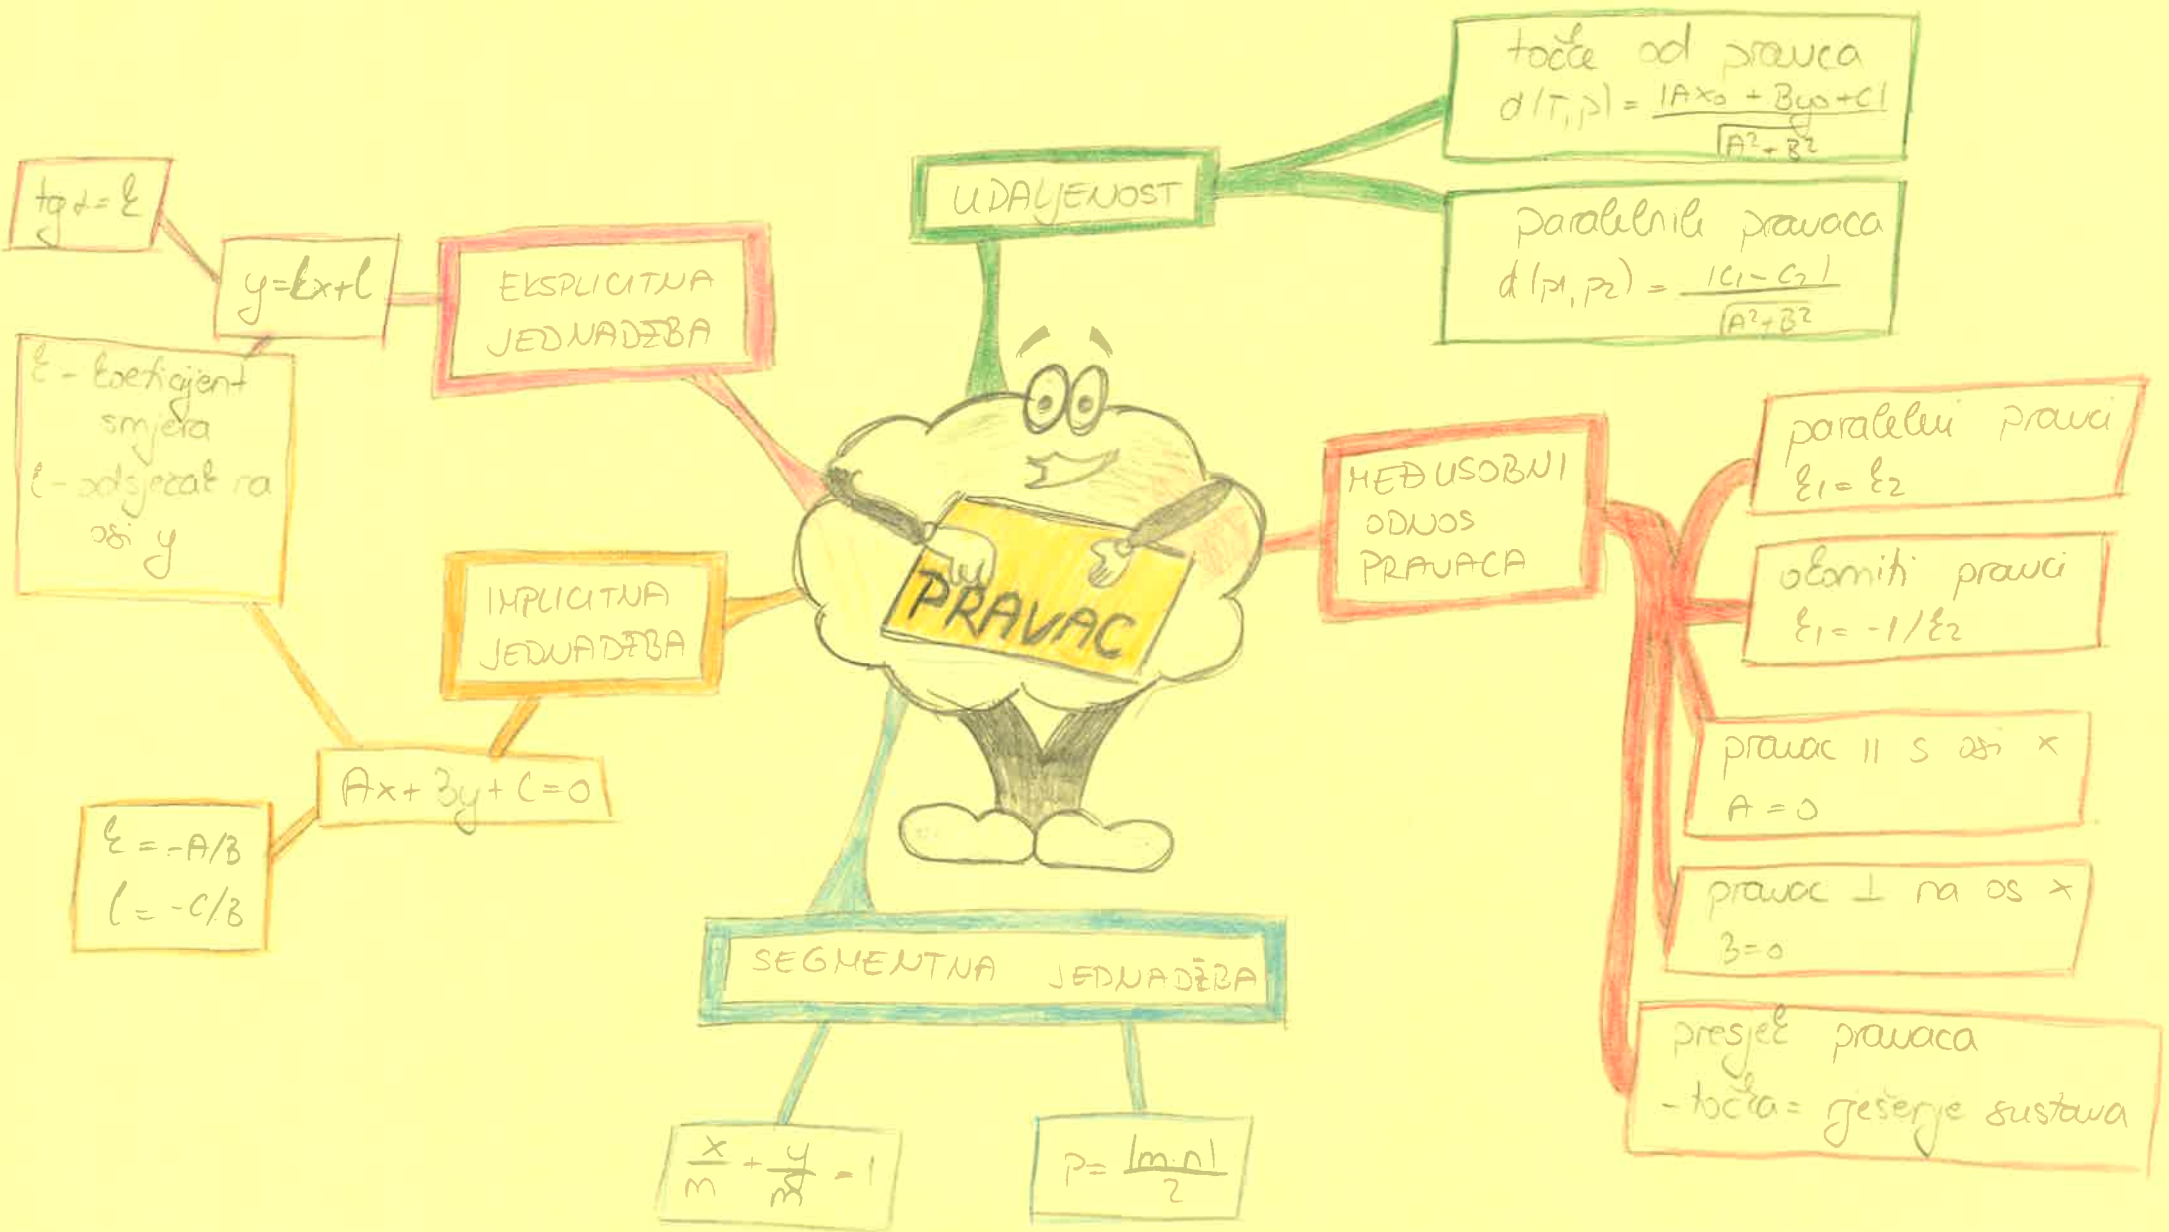 PRAVAC
UDALJENOST
točke od pravca
d(T,p) = |Ax₀ + By₀ + C| / √A² + B²
paralelnih pravaca
d(p1, p2) = |C₁ - C₂| / √A² + B²
EKSPLICITNA
JEDNADŽBA
y=kx+l
tg α = k
k - koeficijent
smjera
l - odsječak na
osi y
IMPLICITNA
JEDNADŽBA
Ax + By + C = 0
k = -A/B
l = -C/B
SEGMENTNA JEDNADŽBA
P = |m·n| / 2
MEĐUSOBNI
ODNOS
PRAVACA
paralelni pravci
k₁ = k₂
okomiti pravci
k₁ = -1/k₂
pravac || s osi x
A = 0
pravac ⊥ na os x
B = 0
presjek pravaca
- točka = rješenje sustava